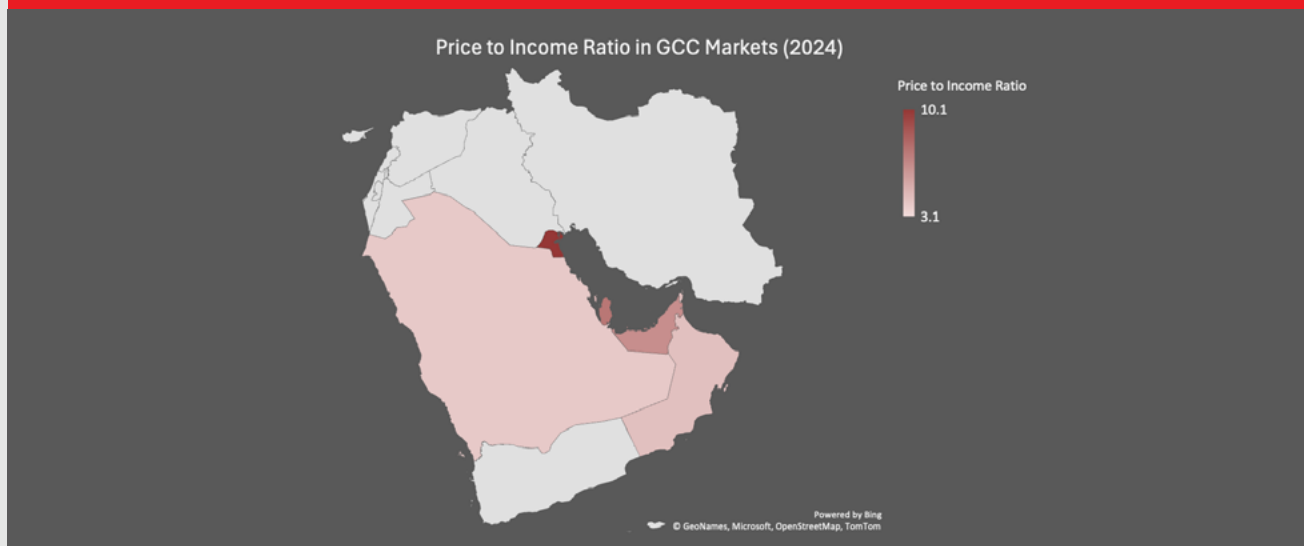 Price to Income Ratio in GCC Markets (2024)
Price to Income Ratio
10.1
3.1
Powered by Bing
© GeoNames, Microsoft, OpenStreetMap, TomTom